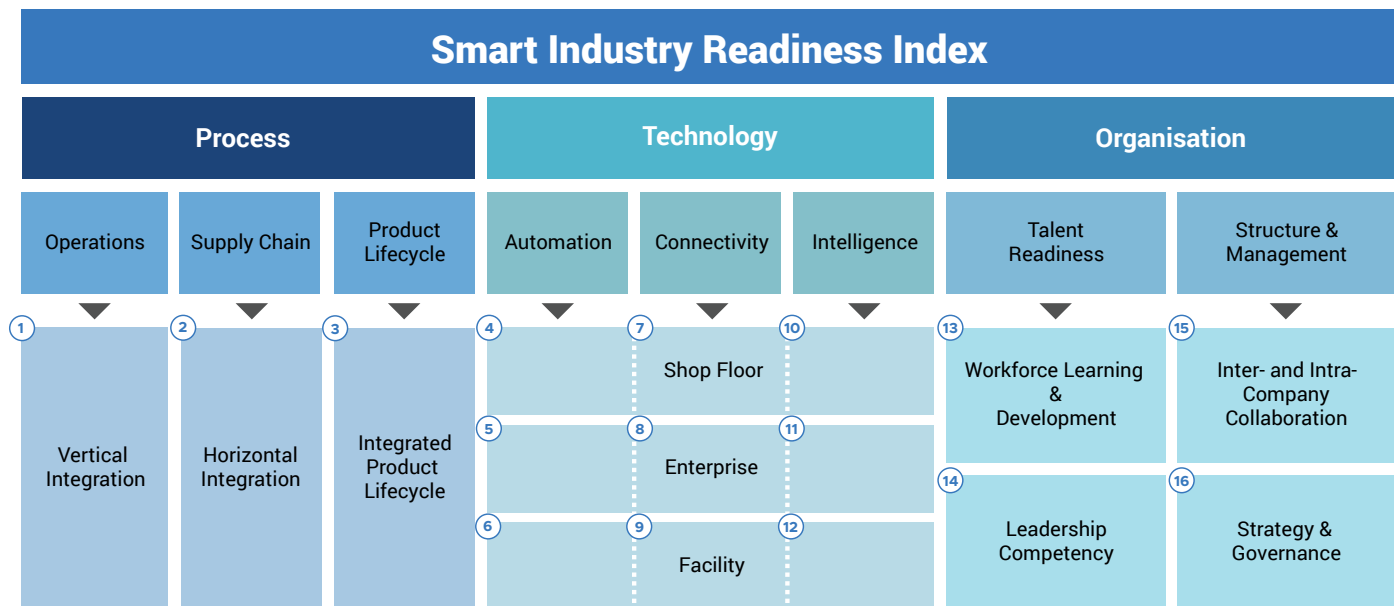 Smart Industry Readiness Index
Process
Technology
Organisation
Operations
Supply Chain
Product
Lifecycle
Automation
Connectivity
Intelligence
Talent
Readiness
Structure &
Management
1
Vertical
Integration
2
Horizontal
Integration
3
Integrated
Product
Lifecycle
4
7
10
Shop Floor
5
8
11
Enterprise
6
9
12
Facility
13
Workforce Learning
&
Development
14
Leadership
Competency
15
Inter- and Intra-
Company
Collaboration
16
Strategy &
Governance